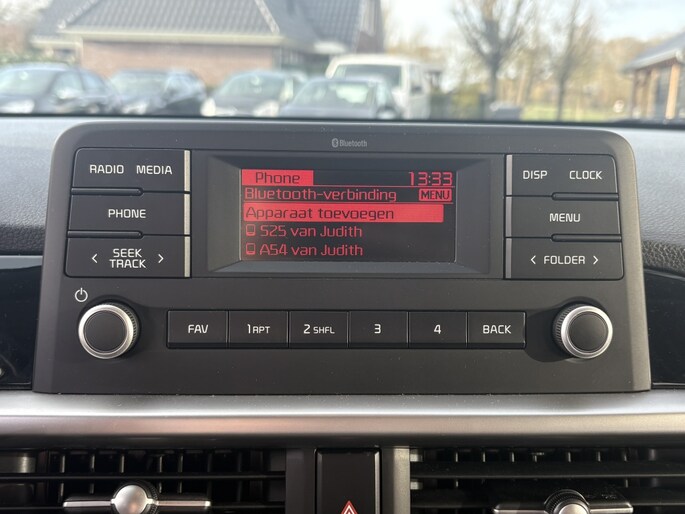 Bluetooth
RADIO MEDIA
PHONE
< SEEK TRACK >
Phone 13:33
Bluetooth-verbinding MENU
Apparaat toevoegen
S25 van Judith
A54 van Judith
DISP CLOCK
MENU
< FOLDER >
FAV 1 RPT 2 SHFL 3 4 BACK